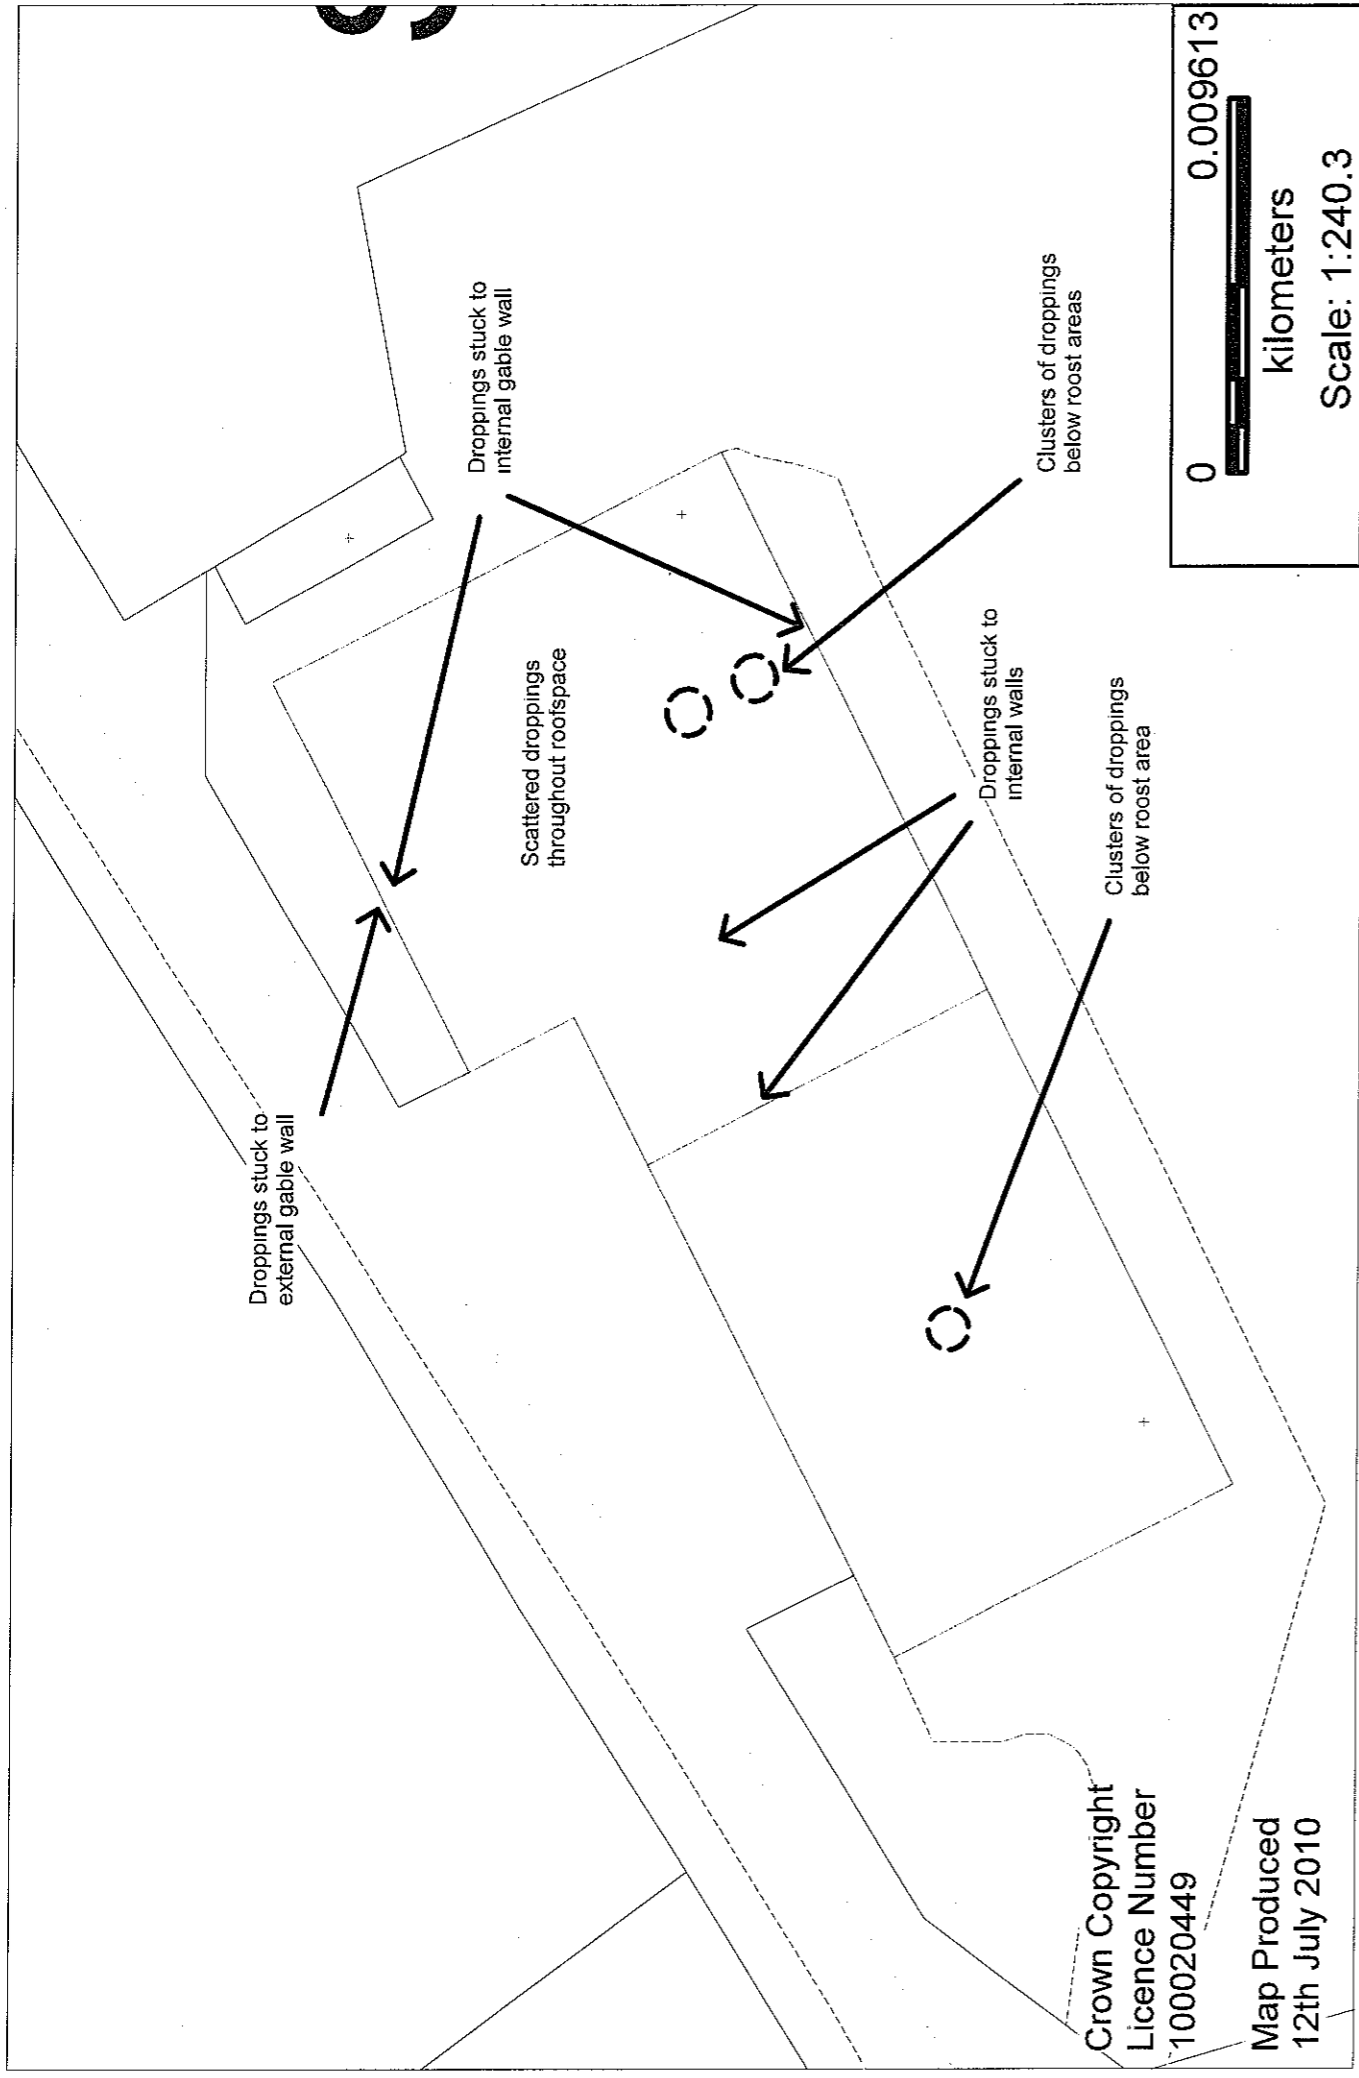 Droppings stuck to
external gable wall
Droppings stuck to
internal gable wall
Scattered droppings
throughout roofspace
Clusters of droppings
below roost areas
Droppings stuck to
internal walls
Clusters of droppings
below roost area
Crown Copyright
Licence Number
100020449
Map Produced
12th July 2010
0 0.009613
kilometers
Scale: 1:240.3